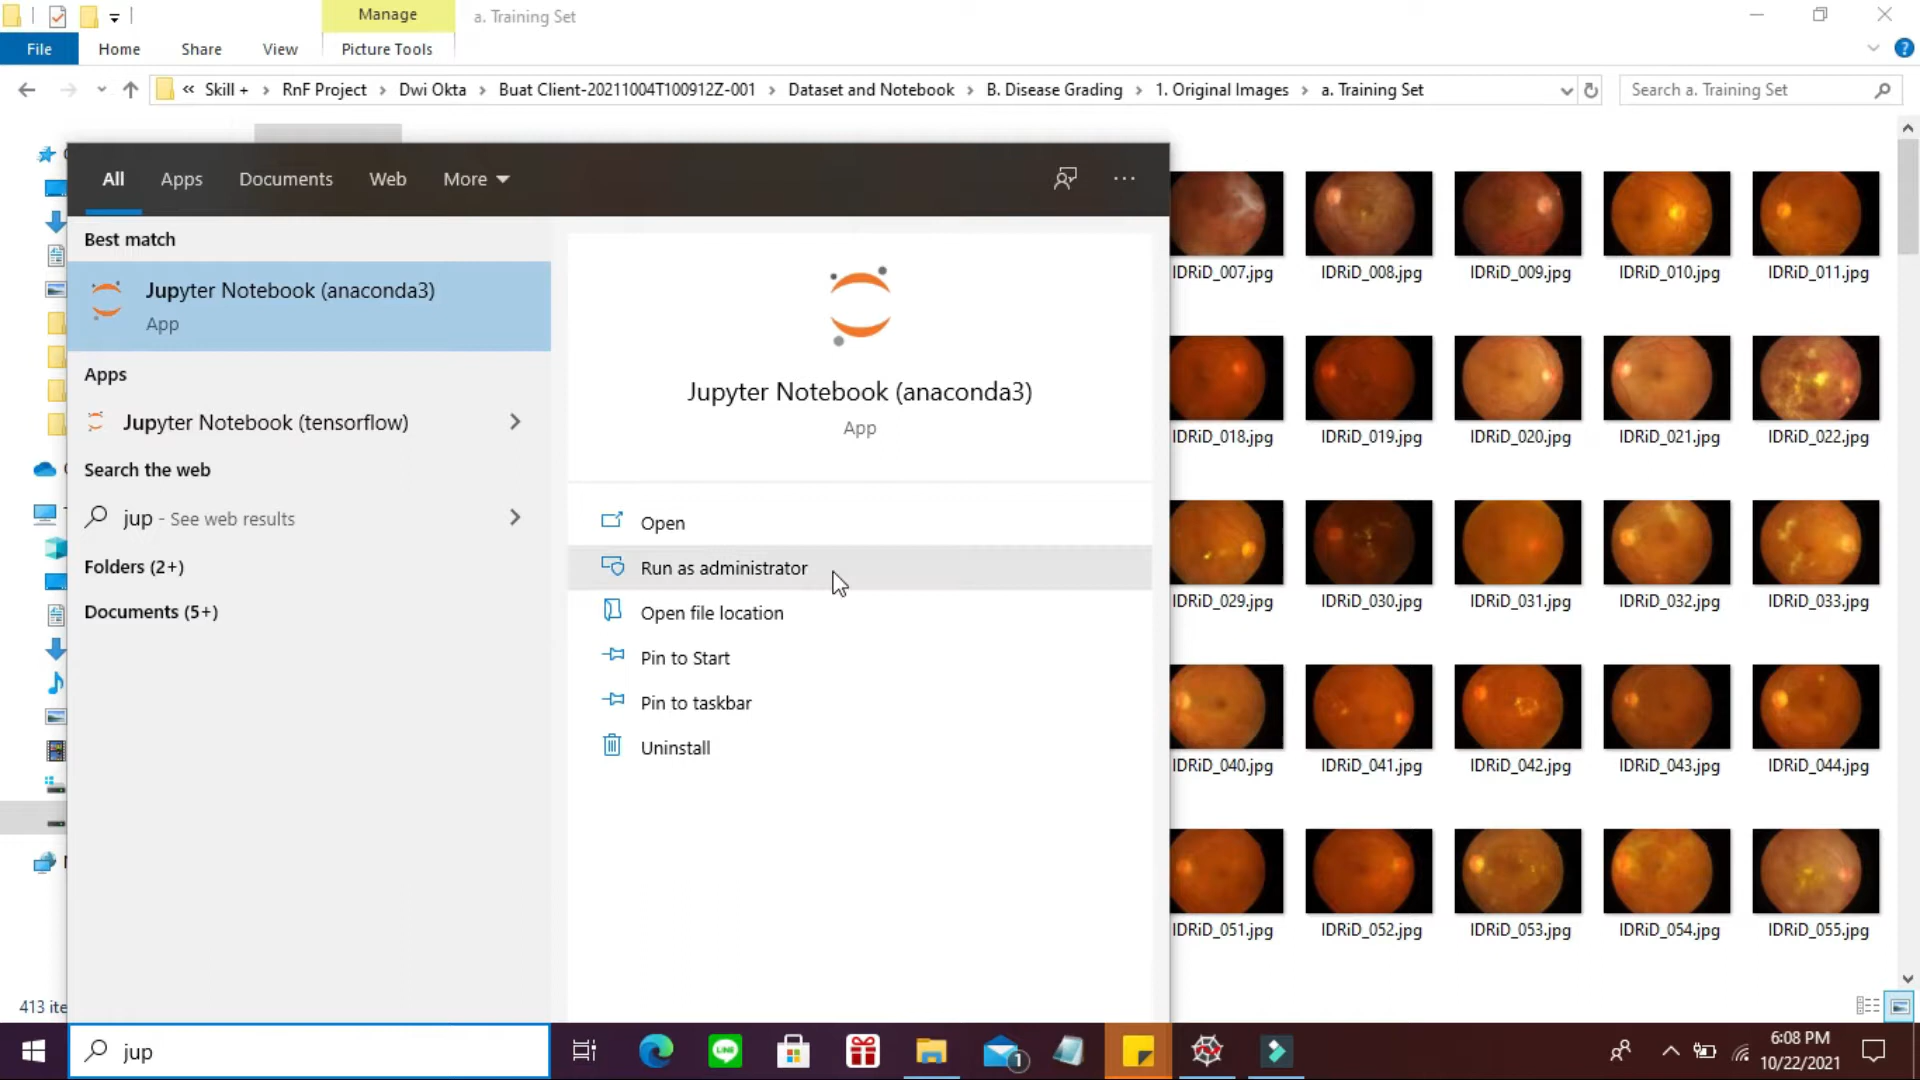 Manage
a. Training Set
File
Home
Share
View
Picture Tools
« Skill + › RnF Project › Dwi Okta › Buat Client-20211004T100912Z-001 › Dataset and Notebook › B. Disease Grading › 1. Original Images › a. Training Set
Search a. Training Set
All
Apps
Documents
Web
More
Best match
Jupyter Notebook (anaconda3)
App
Apps
Jupyter Notebook (tensorflow)
Search the web
jup - See web results
Folders (2+)
Documents (5+)
Jupyter Notebook (anaconda3)
App
Open
Run as administrator
Open file location
Pin to Start
Pin to taskbar
Uninstall
IDRiD_007.jpg
IDRiD_008.jpg
IDRiD_009.jpg
IDRiD_010.jpg
IDRiD_011.jpg
IDRiD_018.jpg
IDRiD_019.jpg
IDRiD_020.jpg
IDRiD_021.jpg
IDRiD_022.jpg
IDRiD_029.jpg
IDRiD_030.jpg
IDRiD_031.jpg
IDRiD_032.jpg
IDRiD_033.jpg
IDRiD_040.jpg
IDRiD_041.jpg
IDRiD_042.jpg
IDRiD_043.jpg
IDRiD_044.jpg
IDRiD_051.jpg
IDRiD_052.jpg
IDRiD_053.jpg
IDRiD_054.jpg
IDRiD_055.jpg
413 ite
jup
LINE
1
6:08 PM
10/22/2021